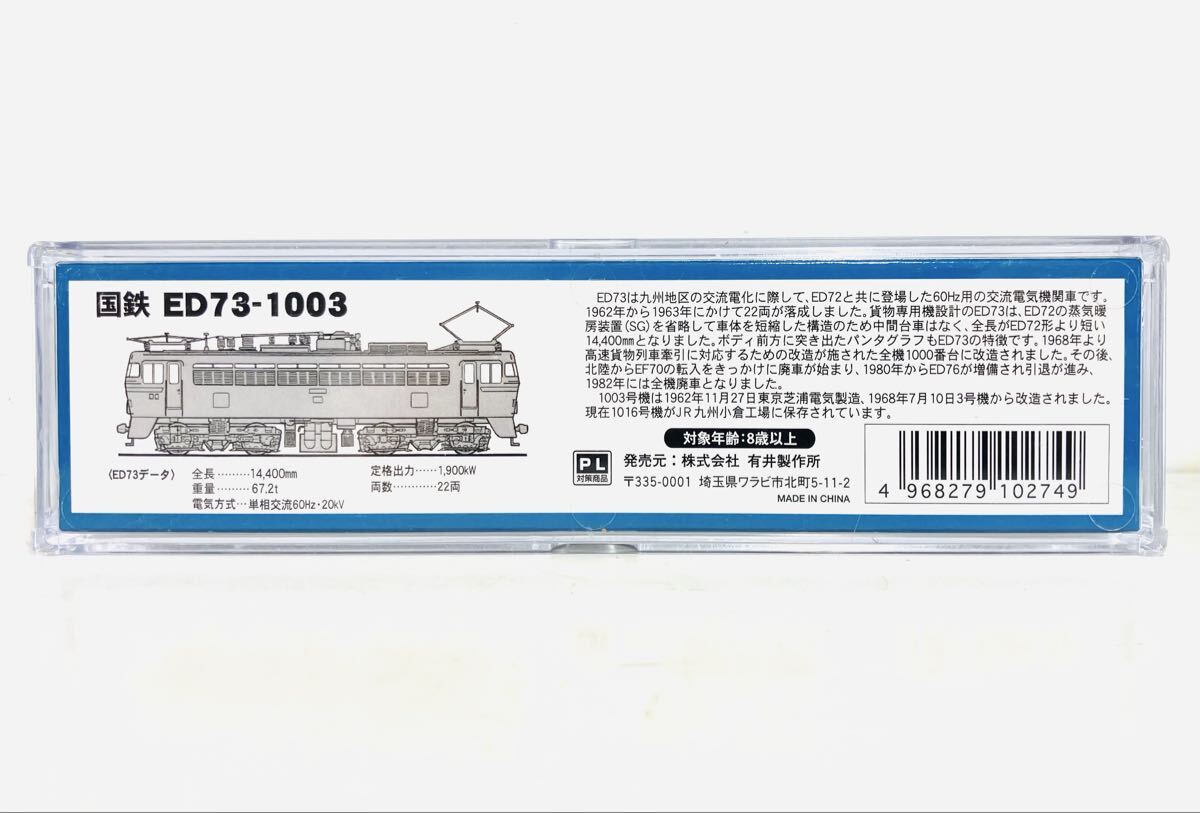 国鉄 ED73-1003
〈ED73データ〉 全長………14,400mm
重量………67.2t
電気方式…単相交流60Hz・20kV
定格出力……1,900kW
両数…………22両
ED73は九州地区の交流電化に際して、ED72と共に登場した60Hz用の交流電気機関車です。
1962年から1963年にかけて22両が落成しました。貨物専用機設計のED73は、ED72の蒸気暖
房装置(SG)を省略して車体を短縮した構造のため中間台車はなく、全長がED72形より短い
14,400mmとなりました。ボディ前方に突き出たパンタグラフもED73の特徴です。1968年より
高速貨物列車牽引に対応するための改造が施された全機1000番台に改造されました。その後、
北陸からEF70の転入をきっかけに廃車が始まり、1980年からED76が増備され引退が進み、
1982年には全機廃車となりました。
1003号機は1962年11月27日東京芝浦電気製造、1968年7月10日3号機から改造されました。
現在1016号機がJR九州小倉工場に保存されています。
対象年齢:8歳以上
PL
対策商品
発売元:株式会社 有井製作所
〒335-0001 埼玉県ワラビ市北町5-11-2
MADE IN CHINA
4 968279 102749